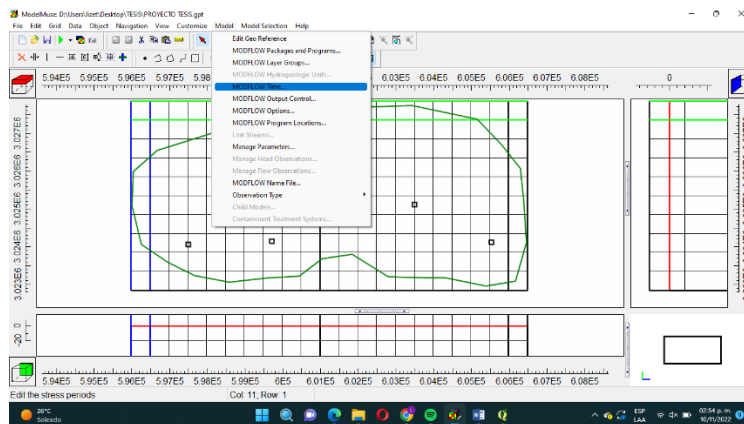 ModelMuse: D:\Users\lizet\Desktop\TESIS\PROYECTO TESIS.gpt
File Edit Grid Data Object Navigation View Customize Model Model Selection Help
Edit Geo Reference
MODFLOW Packages and Programs...
MODFLOW Layer Groups...
MODFLOW Hydrogeologic Units...
MODFLOW Time...
MODFLOW Output Control...
MODFLOW Options...
MODFLOW Program Locations...
Link Streams...
Manage Parameters...
Manage Head Observations...
Manage Flow Observations...
MODFLOW Name File...
Observation Type
Child Models...
Contaminant Treatment Systems...
5.94E5 5.95E5 5.96E5 5.97E5 5.98 6.03E5 6.04E5 6.05E5 6.06E5 6.07E5 6.08E5
0
3.027E6
3.026E6
3.025E6
3.024E6
3.023E6
0
-20
5.94E5 5.95E5 5.96E5 5.97E5 5.98E5 5.99E5 6E5 6.01E5 6.02E5 6.03E5 6.04E5 6.05E5 6.06E5 6.07E5 6.08E5
Edit the stress periods Col: 11; Row: 1
26°C
Soleado
ESP
LAA
02:54 p. m.
10/11/2022